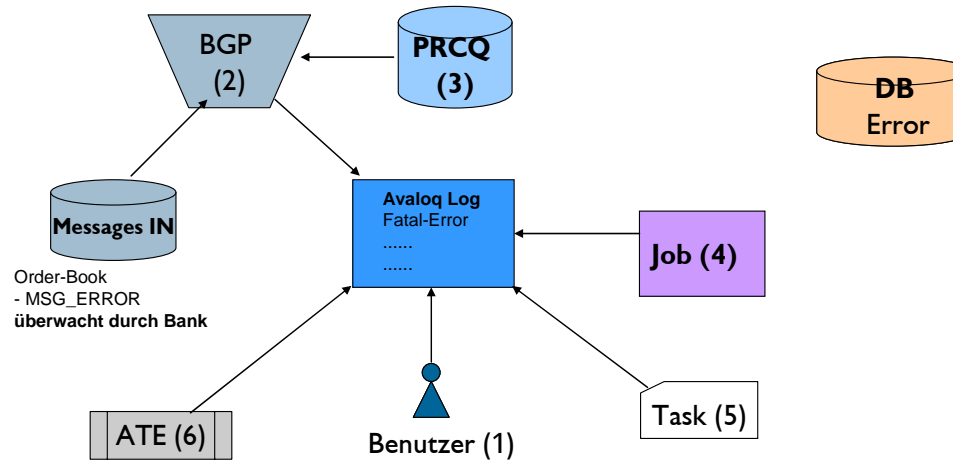 BGP
(2)
PRCQ
(3)
DB
Error
Messages IN
Avaloq Log
Fatal-Error
......
......
Job (4)
Order-Book
- MSG_ERROR
überwacht durch Bank
ATE (6)
Benutzer (1)
Task (5)